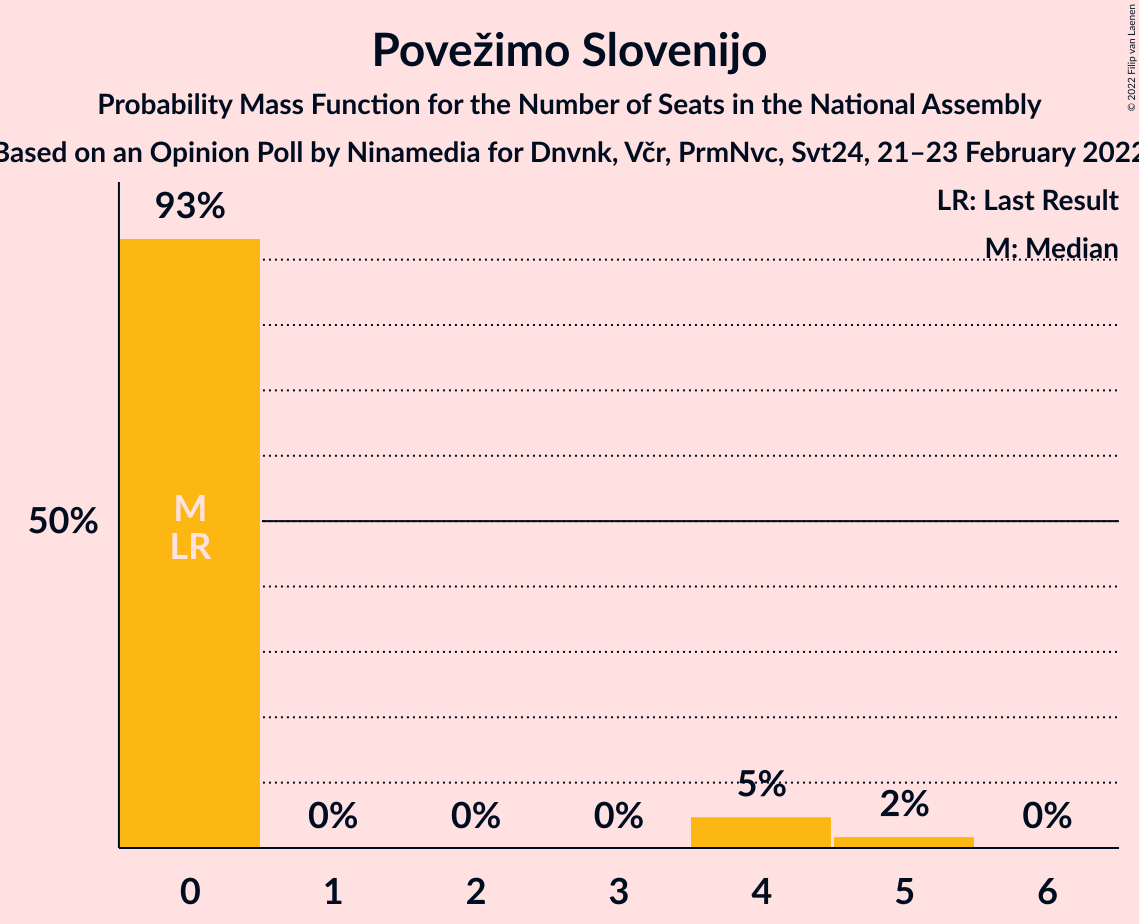 Povežimo Slovenijo
Probability Mass Function for the Number of Seats in the National Assembly
Based on an Opinion Poll by Ninamedia for Dnvnk, Včr, PrmNvc, Svt24, 21–23 February 2022
© 2022 Filip van Laenen
LR: Last Result
M: Median
93%
50%
M
LR
0%
0%
0%
5%
2%
0%
0
1
2
3
4
5
6